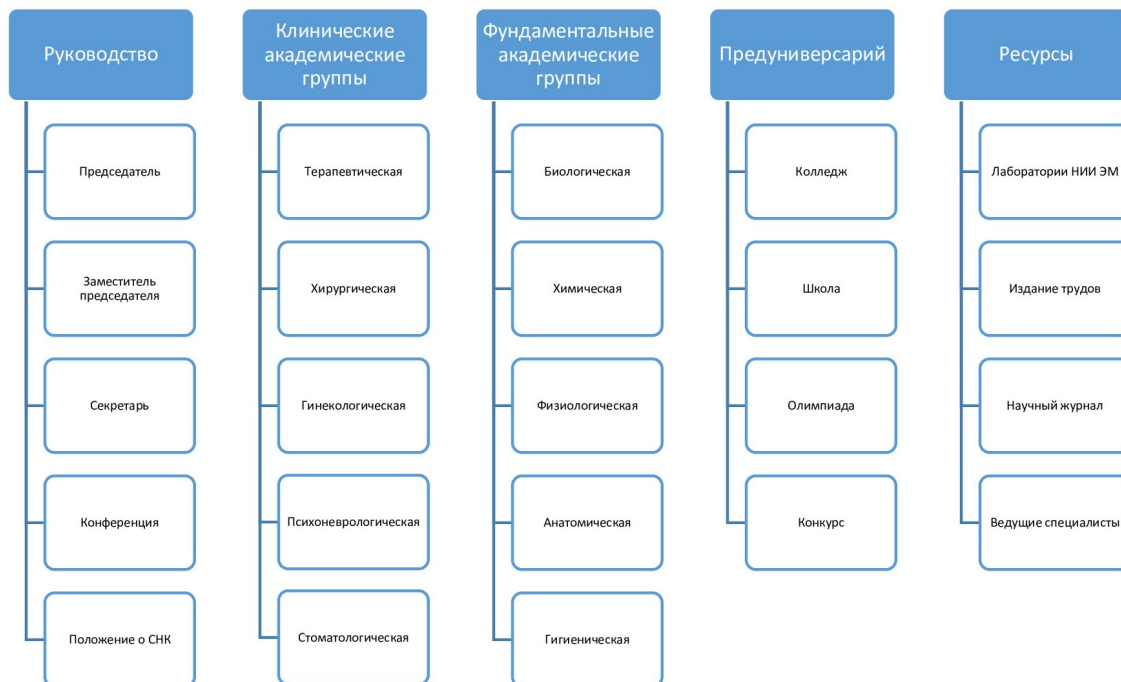 Руководство
Председатель
Заместитель
председателя
Секретарь
Конференция
Положение о СНК
Клинические
академические
группы
Терапевтическая
Хирургическая
Гинекологическая
Психоневрологическая
Стоматологическая
Фундаментальные
академические
группы
Биологическая
Химическая
Физиологическая
Анатомическая
Гигиеническая
Предуниверсарий
Колледж
Школа
Олимпиада
Конкурс
Ресурсы
Лаборатории НИИ ЭМ
Издание трудов
Научный журнал
Ведущие специалисты